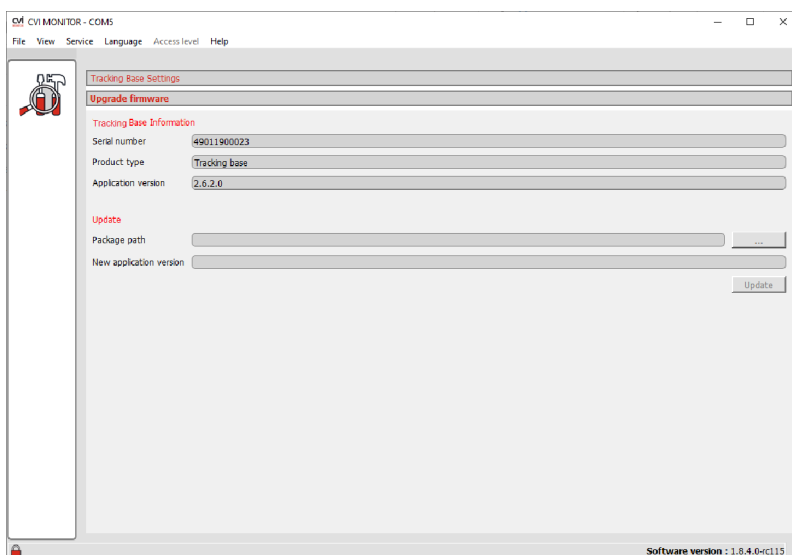 cvi CVI MONITOR - COM5
File View Service Language Access level Help
Tracking Base Settings
Upgrade firmware
Tracking Base Information
Serial number 49011900023
Product type Tracking base
Application version 2.6.2.0
Update
Package path ...
New application version
Update
Software version : 1.8.4.0-rc115